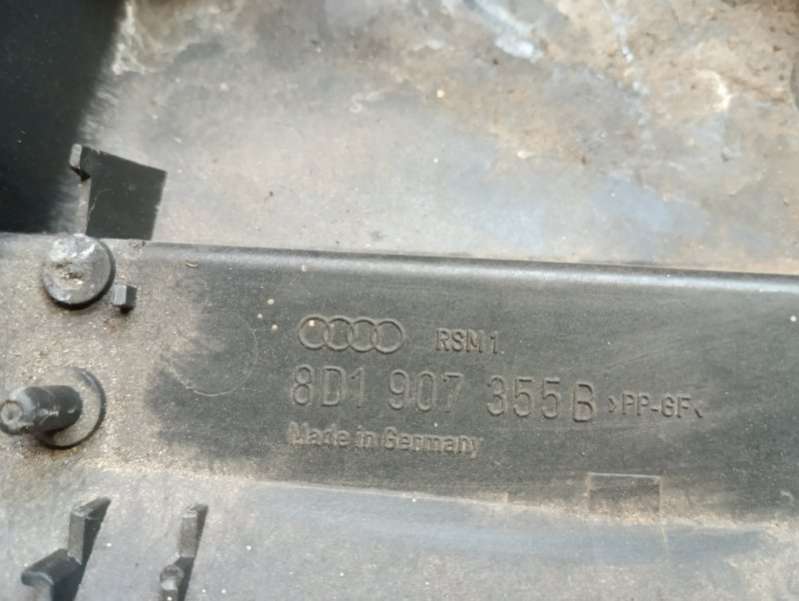 RSM 1
8D1 907 355 B >PP-GF<
Made in Germany